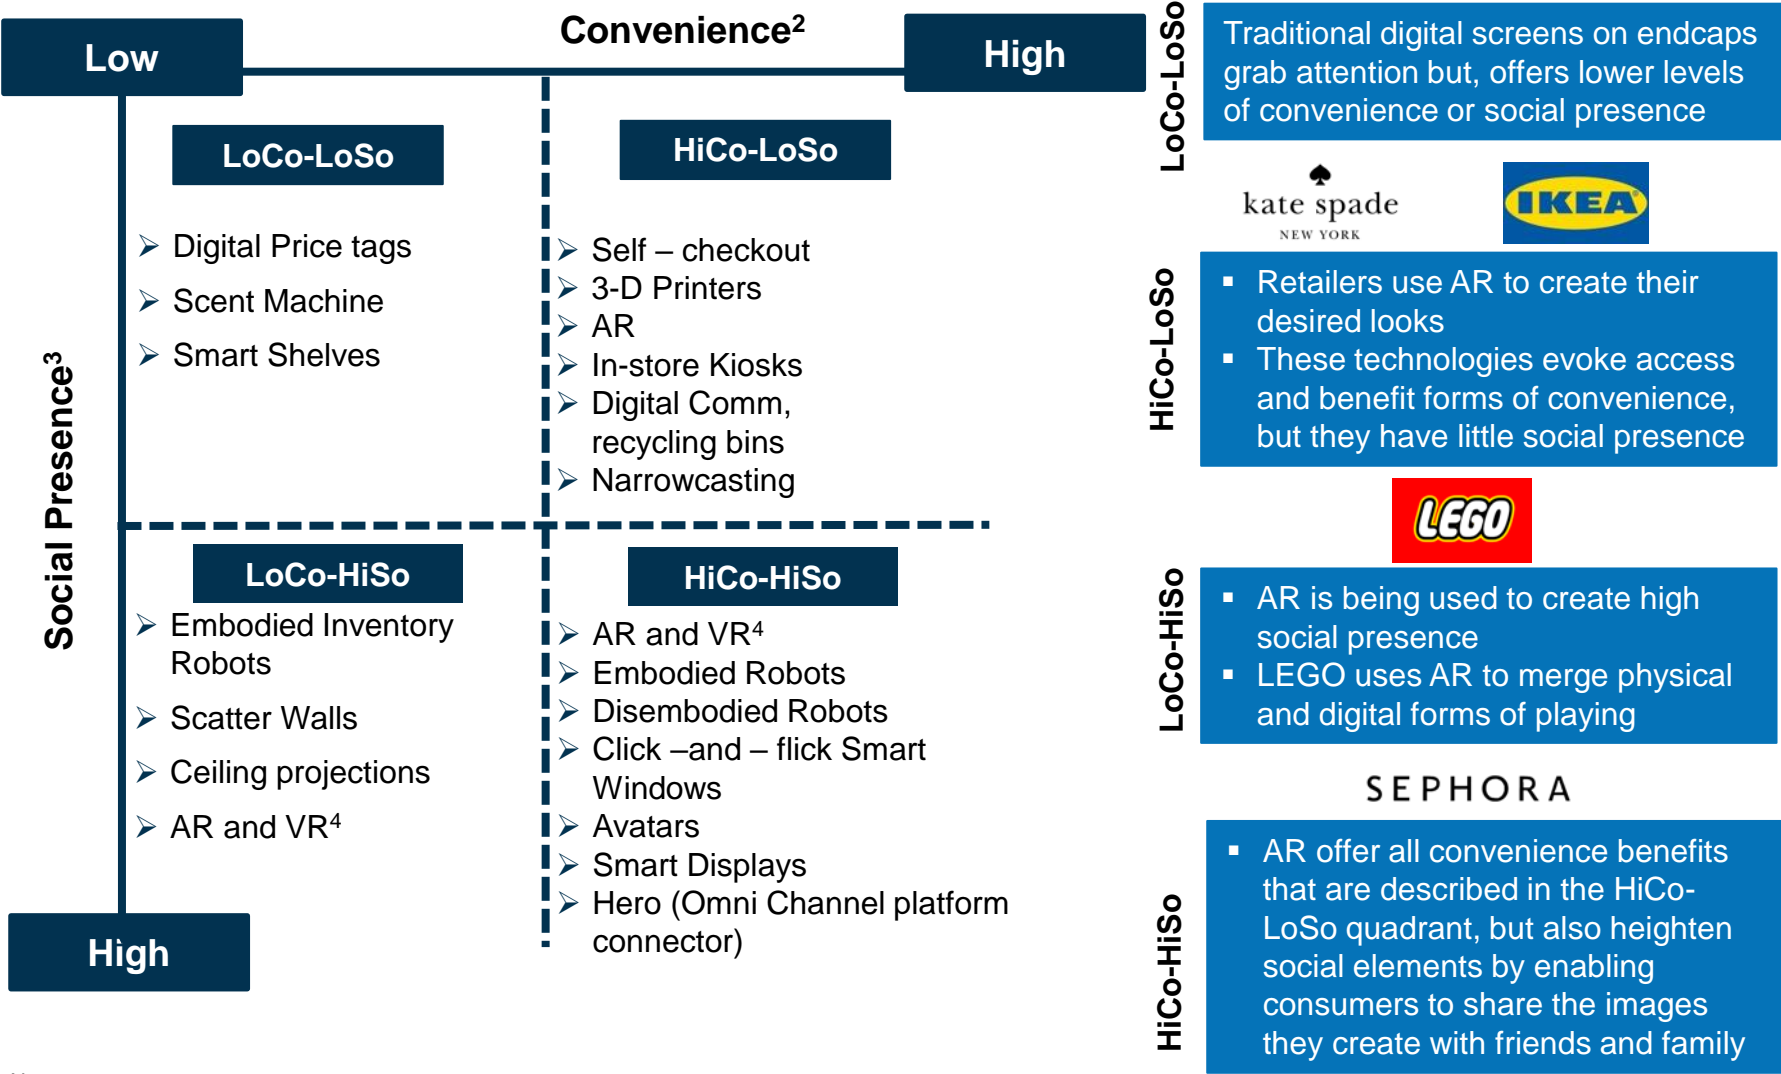 Convenience²
Low
High
Social Presence³
High
LoCo-LoSo
➢ Digital Price tags
➢ Scent Machine
➢ Smart Shelves
HiCo-LoSo
➢ Self – checkout
➢ 3-D Printers
➢ AR
➢ In-store Kiosks
➢ Digital Comm,
recycling bins
➢ Narrowcasting
LoCo-HiSo
➢ Embodied Inventory
Robots
➢ Scatter Walls
➢ Ceiling projections
➢ AR and VR⁴
HiCo-HiSo
➢ AR and VR⁴
➢ Embodied Robots
➢ Disembodied Robots
➢ Click –and – flick Smart
Windows
➢ Avatars
➢ Smart Displays
➢ Hero (Omni Channel platform
connector)
LoCo-LoSo
Traditional digital screens on endcaps
grab attention but, offers lower levels
of convenience or social presence
kate spade
NEW YORK
IKEA®
HiCo-LoSo
▪ Retailers use AR to create their
desired looks
▪ These technologies evoke access
and benefit forms of convenience,
but they have little social presence
LEGO
LoCo-HiSo
▪ AR is being used to create high
social presence
▪ LEGO uses AR to merge physical
and digital forms of playing
SEPHORA
HiCo-HiSo
▪ AR offer all convenience benefits
that are described in the HiCo-
LoSo quadrant, but also heighten
social elements by enabling
consumers to share the images
they create with friends and family